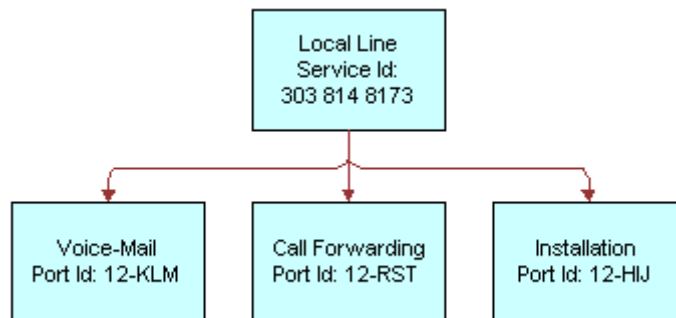 Local Line
Service Id:
303 814 8173
Voice-Mail
Port Id: 12-KLM
Call Forwarding
Port Id: 12-RST
Installation
Port Id: 12-HIJ